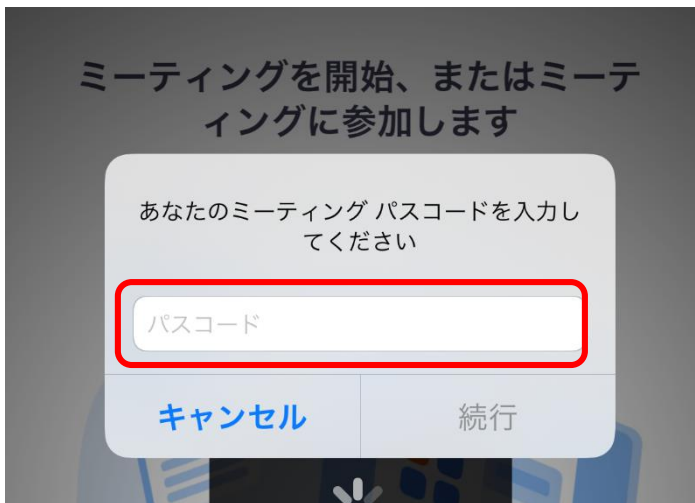 ミーティングを開始、またはミーテ
ィングに参加します
あなたのミーティング パスコードを入力し
てください
パスコード
キャンセル
続行